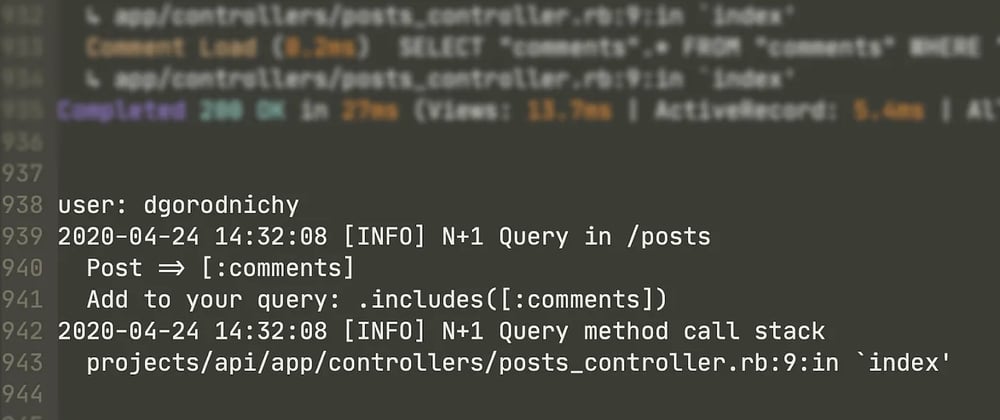 932 ↳ app/controllers/posts_controller.rb:9:in `index'
933 Comment Load (0.2ms) SELECT "comments".* FROM "comments" WHERE "
934 ↳ app/controllers/posts_controller.rb:9:in `index'
935 Completed 200 OK in 27ms (Views: 13.7ms | ActiveRecord: 5.4ms | Al
936
937
938 user: dgorodnichy
939 2020-04-24 14:32:08 [INFO] N+1 Query in /posts
940 Post => [:comments]
941 Add to your query: .includes([:comments])
942 2020-04-24 14:32:08 [INFO] N+1 Query method call stack
943 projects/api/app/controllers/posts_controller.rb:9:in `index'
944